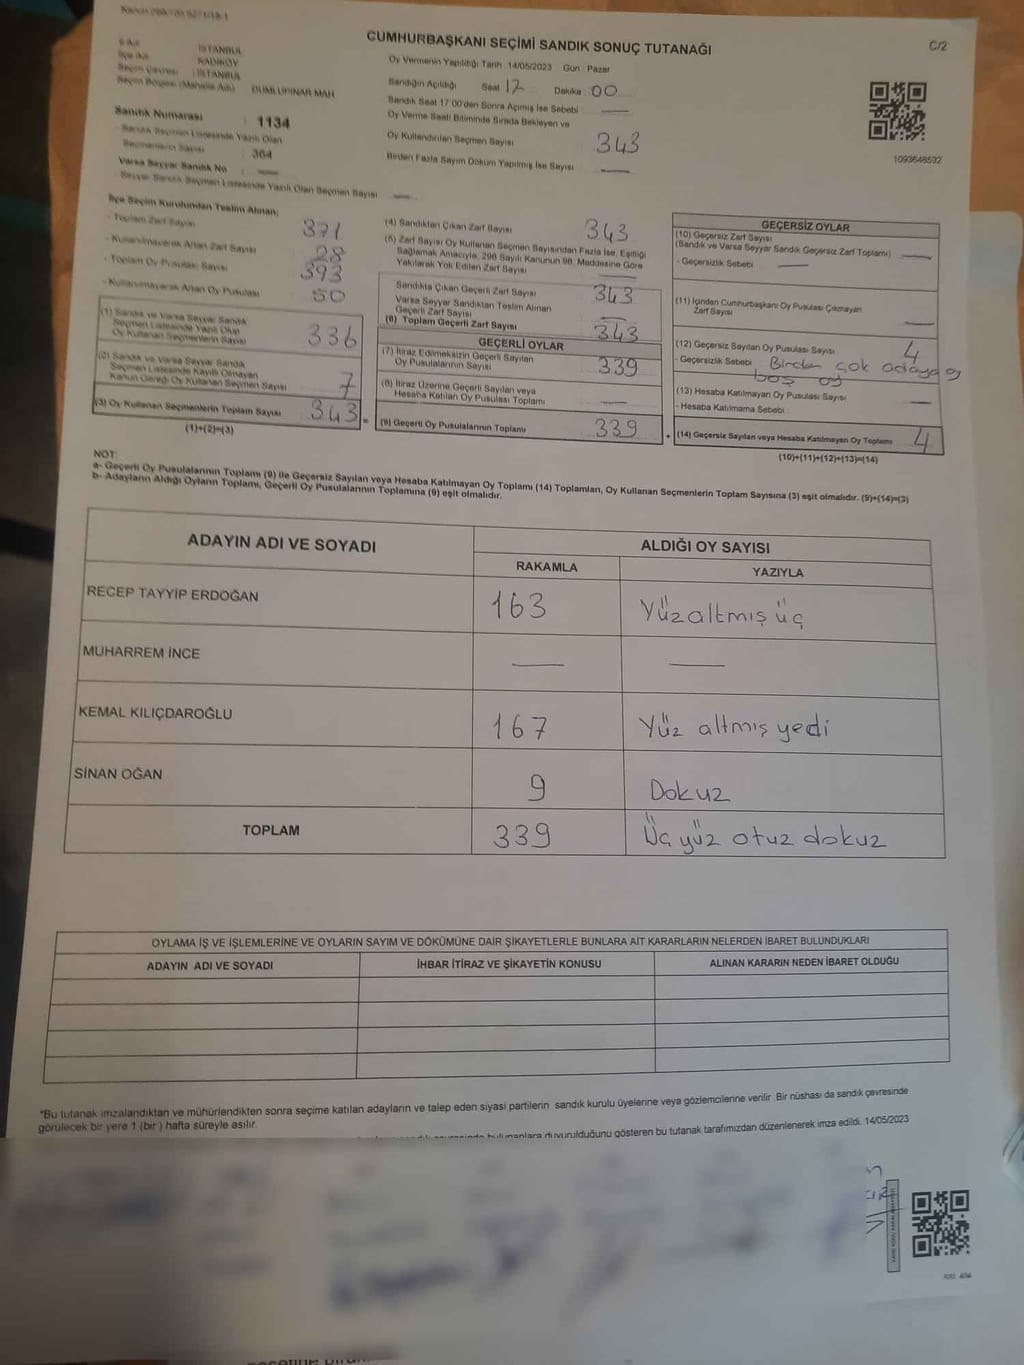 CUMHURBAŞKANI SEÇİMİ SANDIK SONUÇ TUTANAĞI
C/2
İl Adı : İSTANBUL
İlçe Adı : KADIKÖY
Seçim Çevresi : İSTANBUL
Seçim Bölgesi (Mahalle Adı) DUMLUPINAR MAH
Sandık Numarası : 1134
- Sandık Seçmen Listesinde Yazılı Olan
Seçmenlerin Sayısı : 364
Varsa Seyyar Sandık No : —
- Seyyar Sandık Seçmen Listesinde Yazılı Olan Seçmen Sayısı —
Oy Vermenin Yapıldığı Tarih 14/05/2023 Gün : Pazar
Sandığın Açıldığı Saat 17 Dakika : 00
Sandık Saat 17:00'den Sonra Açımış İse Sebebi : —
Oy Verme Saati Bitiminde Sırada Bekleyen ve
Oy Kullandırılan Seçmen Sayısı 343
Birden Fazla Sayım Döküm Yapılmış İse Sayısı —
1093648592
İlçe Seçim Kurulundan Teslim Alınan;
- Toplam Zarf Sayısı 371
- Kullanılmayarak Artan Zarf Sayısı 28
- Toplam Oy Pusulası Sayısı 393
- Kullanılmayarak Artan Oy Pusulası 50
(1) Sandık ve Varsa Seyyar Sandık
Seçmen Listesinde Yazılı Olup
Oy Kullanan Seçmenlerin Sayısı 336
(2) Sandık ve Varsa Seyyar Sandık
Seçmen Listesinde Kayıtlı Olmayan
Kanun Gereği Oy Kullanan Seçmen Sayısı 7
(3) Oy Kullanan Seçmenlerin Toplam Sayısı 343 =
(1)+(2)=(3)
(4) Sandıktan Çıkan Zarf Sayısı 343
(5) Zarf Sayısı Oy Kullanan Seçmen Sayısından Fazla İse, Eşitliği
Sağlamak Amacıyla, 298 Sayılı Kanunun 98. Maddesine Göre
Yakılarak Yok Edilen Zarf Sayısı —
Sandıkta Çıkan Geçerli Zarf Sayısı 343
Varsa Seyyar Sandıktan Teslim Alınan
Geçerli Zarf Sayısı —
(6) Toplam Geçerli Zarf Sayısı 343
GEÇERLİ OYLAR
(7) İtiraz Edilmeksizin Geçerli Sayılan
Oy Pusulalarının Sayısı 339
(8) İtiraz Üzerine Geçerli Sayılan veya
Hesaba Katılan Oy Pusulası Toplamı —
(9) Geçerli Oy Pusulalarının Toplamı 339 +
GEÇERSİZ OYLAR
(10) Geçersiz Zarf Sayısı
(Sandık ve Varsa Seyyar Sandık Geçersiz Zarf Toplamı) —
- Geçersizlik Sebebi : —
(11) İçinden Cumhurbaşkanı Oy Pusulası Çıkmayan
Zarf Sayısı —
(12) Geçersiz Sayılan Oy Pusulası Sayısı 4
- Geçersizlik Sebebi : Birden çok adaya oy
boş oy
(13) Hesaba Katılmayan Oy Pusulası Sayısı —
- Hesaba Katılmama Sebebi :
(14) Geçersiz Sayılan veya Hesaba Katılmayan Oy Toplamı 4
(10)+(11)+(12)+(13)=(14)
NOT:
a- Geçerli Oy Pusulalarının Toplamı (9) ile Geçersiz Sayılan veya Hesaba Katılmayan Oy Toplamı (14) Toplamları, Oy Kullanan Seçmenlerin Toplam Sayısına (3) eşit olmalıdır. (9)+(14)=(3)
b- Adayların Aldığı Oyların Toplamı, Geçerli Oy Pusulalarının Toplamına (9) eşit olmalıdır.
ADAYIN ADI VE SOYADI
ALDIĞI OY SAYISI
RAKAMLA YAZIYLA
RECEP TAYYİP ERDOĞAN 163 Yüzaltmış üç
MUHARREM İNCE — —
KEMAL KILIÇDAROĞLU 167 Yüz altmış yedi
SİNAN OĞAN 9 Dokuz
TOPLAM 339 Üç yüz otuz dokuz
OYLAMA İŞ VE İŞLEMLERİNE VE OYLARIN SAYIM VE DÖKÜMÜNE DAİR ŞİKAYETLERLE BUNLARA AİT KARARLARIN NELERDEN İBARET BULUNDUKLARI
ADAYIN ADI VE SOYADI İHBAR İTİRAZ VE ŞİKAYETİN KONUSU ALINAN KARARIN NEDEN İBARET OLDUĞU
*Bu tutanak imzalandıktan ve mühürlendikten sonra seçime katılan adayların ve talep eden siyasi partilerin sandık kurulu üyelerine veya gözlemcilerine verilir. Bir nüshası da sandık çevresinde
görülecek bir yere 1 (bir ) hafta süreyle asılır.
bulunanlara duyurulduğunu gösteren bu tutanak tarafımızdan düzenlenerek imza edildi. 14/05/2023